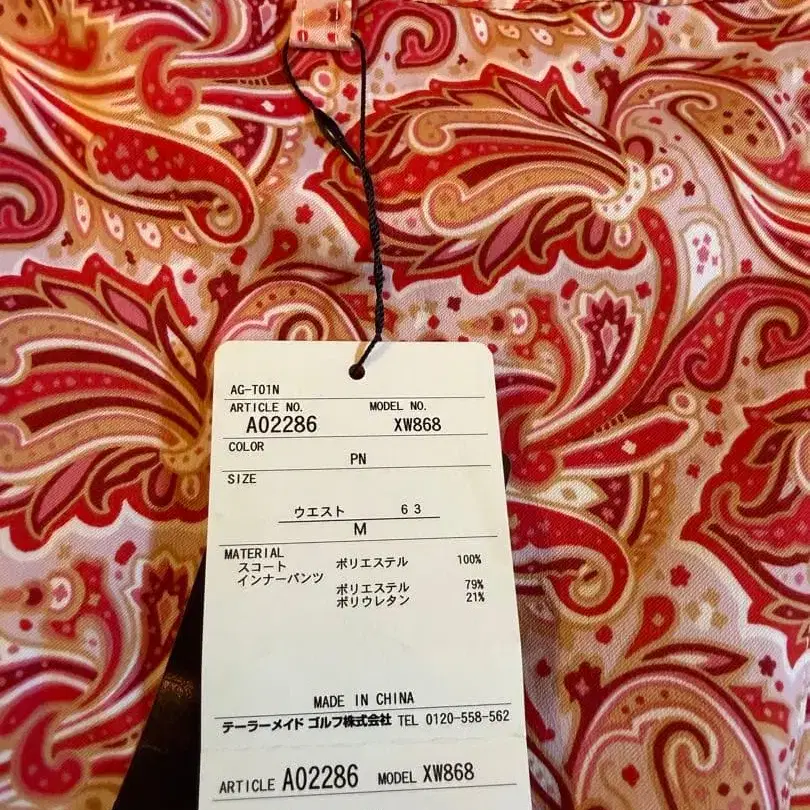 AG-T01N
ARTICLE NO. MODEL NO.
A02286 XW868
COLOR
PN
SIZE
ウエスト 63
M
MATERIAL
スコート ポリエステル 100%
インナーパンツ
ポリエステル 79%
ポリウレタン 21%
MADE IN CHINA
テーラーメイド ゴルフ株式会社 TEL 0120-558-562
ARTICLE A02286 MODEL XW868